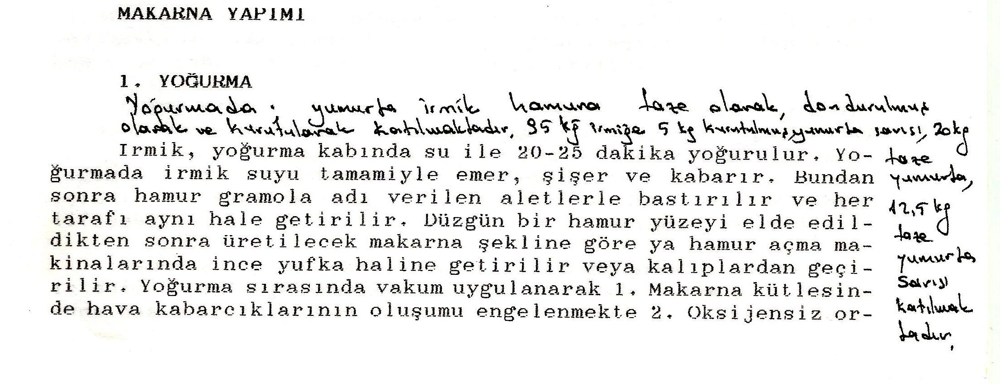 MAKARNA YAPIMI
1. YOĞURMA
Yoğurmada; yumurta irmik hamuruna taze olarak, dondurulmuş
olarak ve kurutularak katılmaktadır, 95 kg irmiğe 5 kg kurutulmuş yumurta sarısı, 20 kg
taze
yumurta,
12,5 kg
taze
yumurta
sarısı
katılmak
tadır,
Irmik, yoğurma kabında su ile 20-25 dakika yoğurulur. Yo-
ğurmada irmik suyu tamamiyle emer, şişer ve kabarır. Bundan
sonra hamur gramola adı verilen aletlerle bastırılır ve her
tarafı aynı hale getirilir. Düzgün bir hamur yüzeyi elde edil-
dikten sonra üretilecek makarna şekline göre ya hamur açma ma-
kinalarında ince yufka haline getirilir veya kalıplardan geçi-
rilir. Yoğurma sırasında vakum uygulanarak 1. Makarna kütlesin-
de hava kabarcıklarının oluşumu engelenmekte 2. Oksijensiz or-